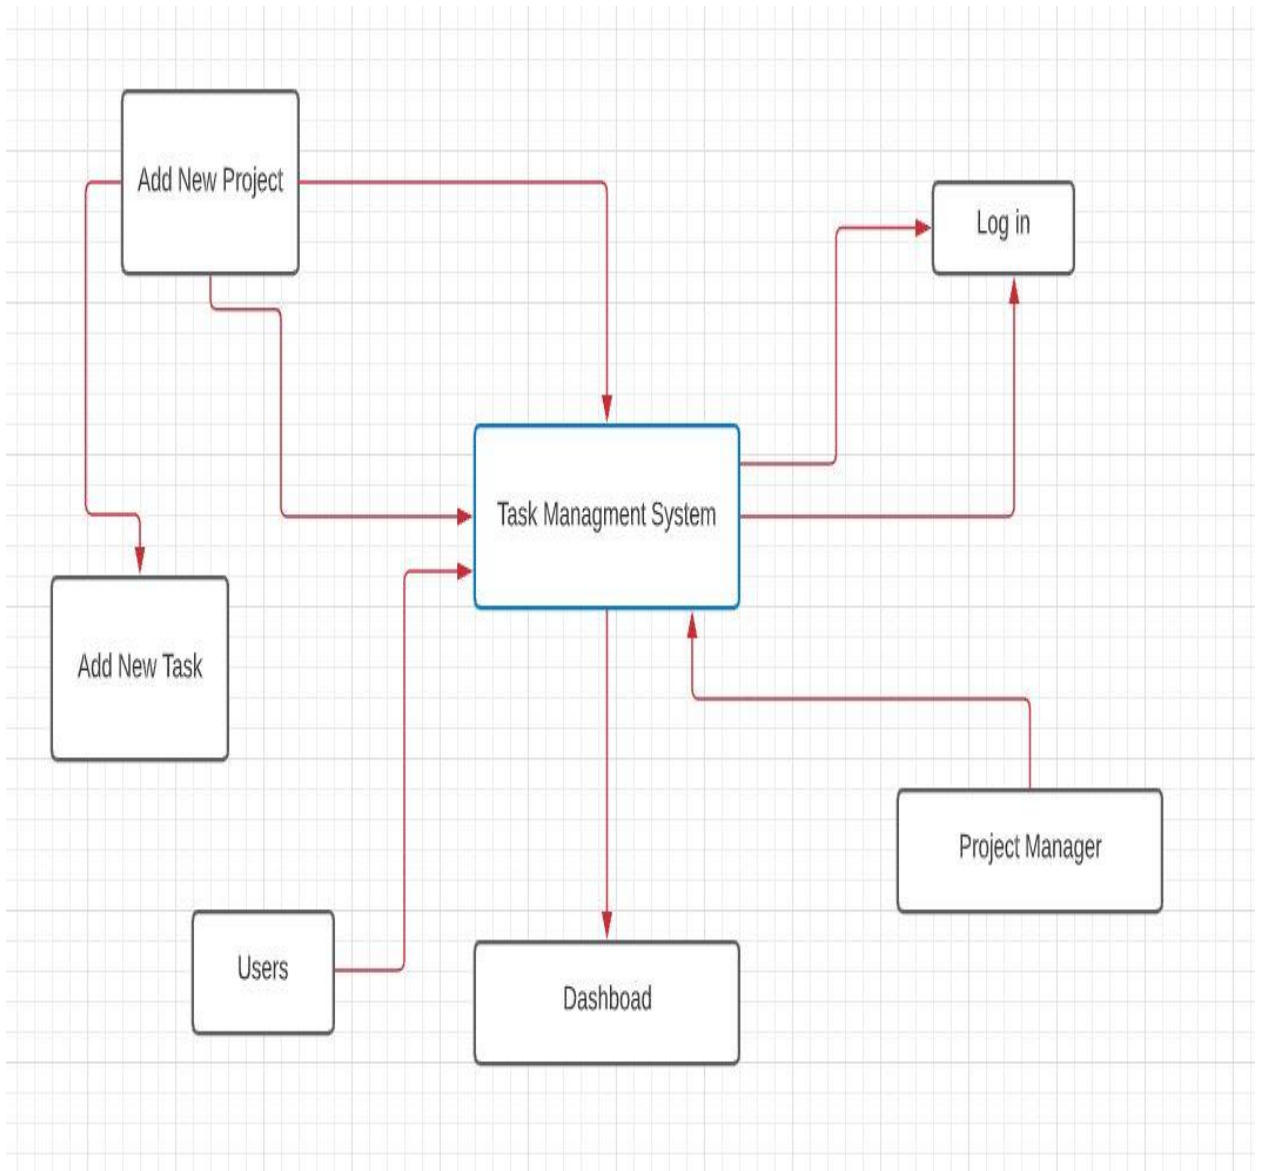 Add New Project
Log in
Task Managment System
Add New Task
Project Manager
Users
Dashboad